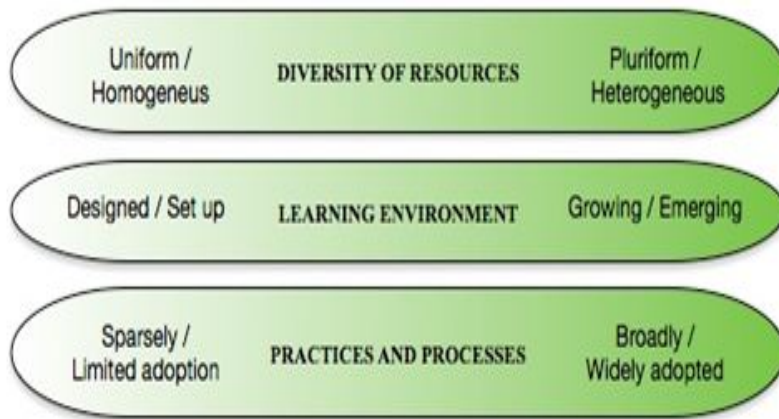 Uniform /
Homogeneus
DIVERSITY OF RESOURCES
Pluriform /
Heterogeneous
Designed / Set up
LEARNING ENVIRONMENT
Growing / Emerging
Sparsely /
Limited adoption
PRACTICES AND PROCESSES
Broadly /
Widely adopted